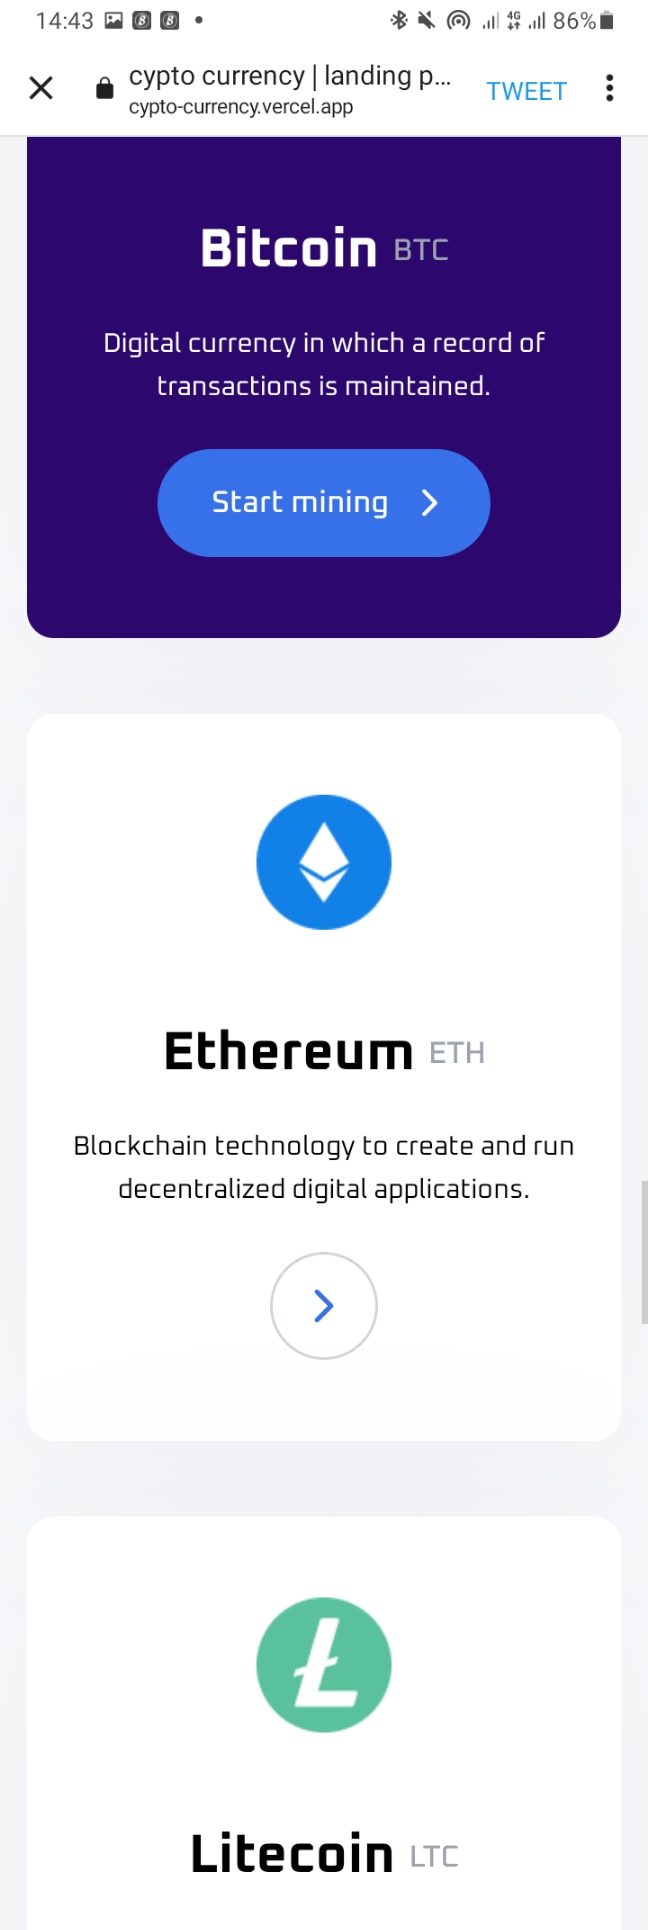 14:43
4G
86%
cypto currency | landing p...
cypto-currency.vercel.app
TWEET
Bitcoin BTC
Digital currency in which a record of
transactions is maintained.
Start mining
Ethereum ETH
Blockchain technology to create and run
decentralized digital applications.
Litecoin LTC